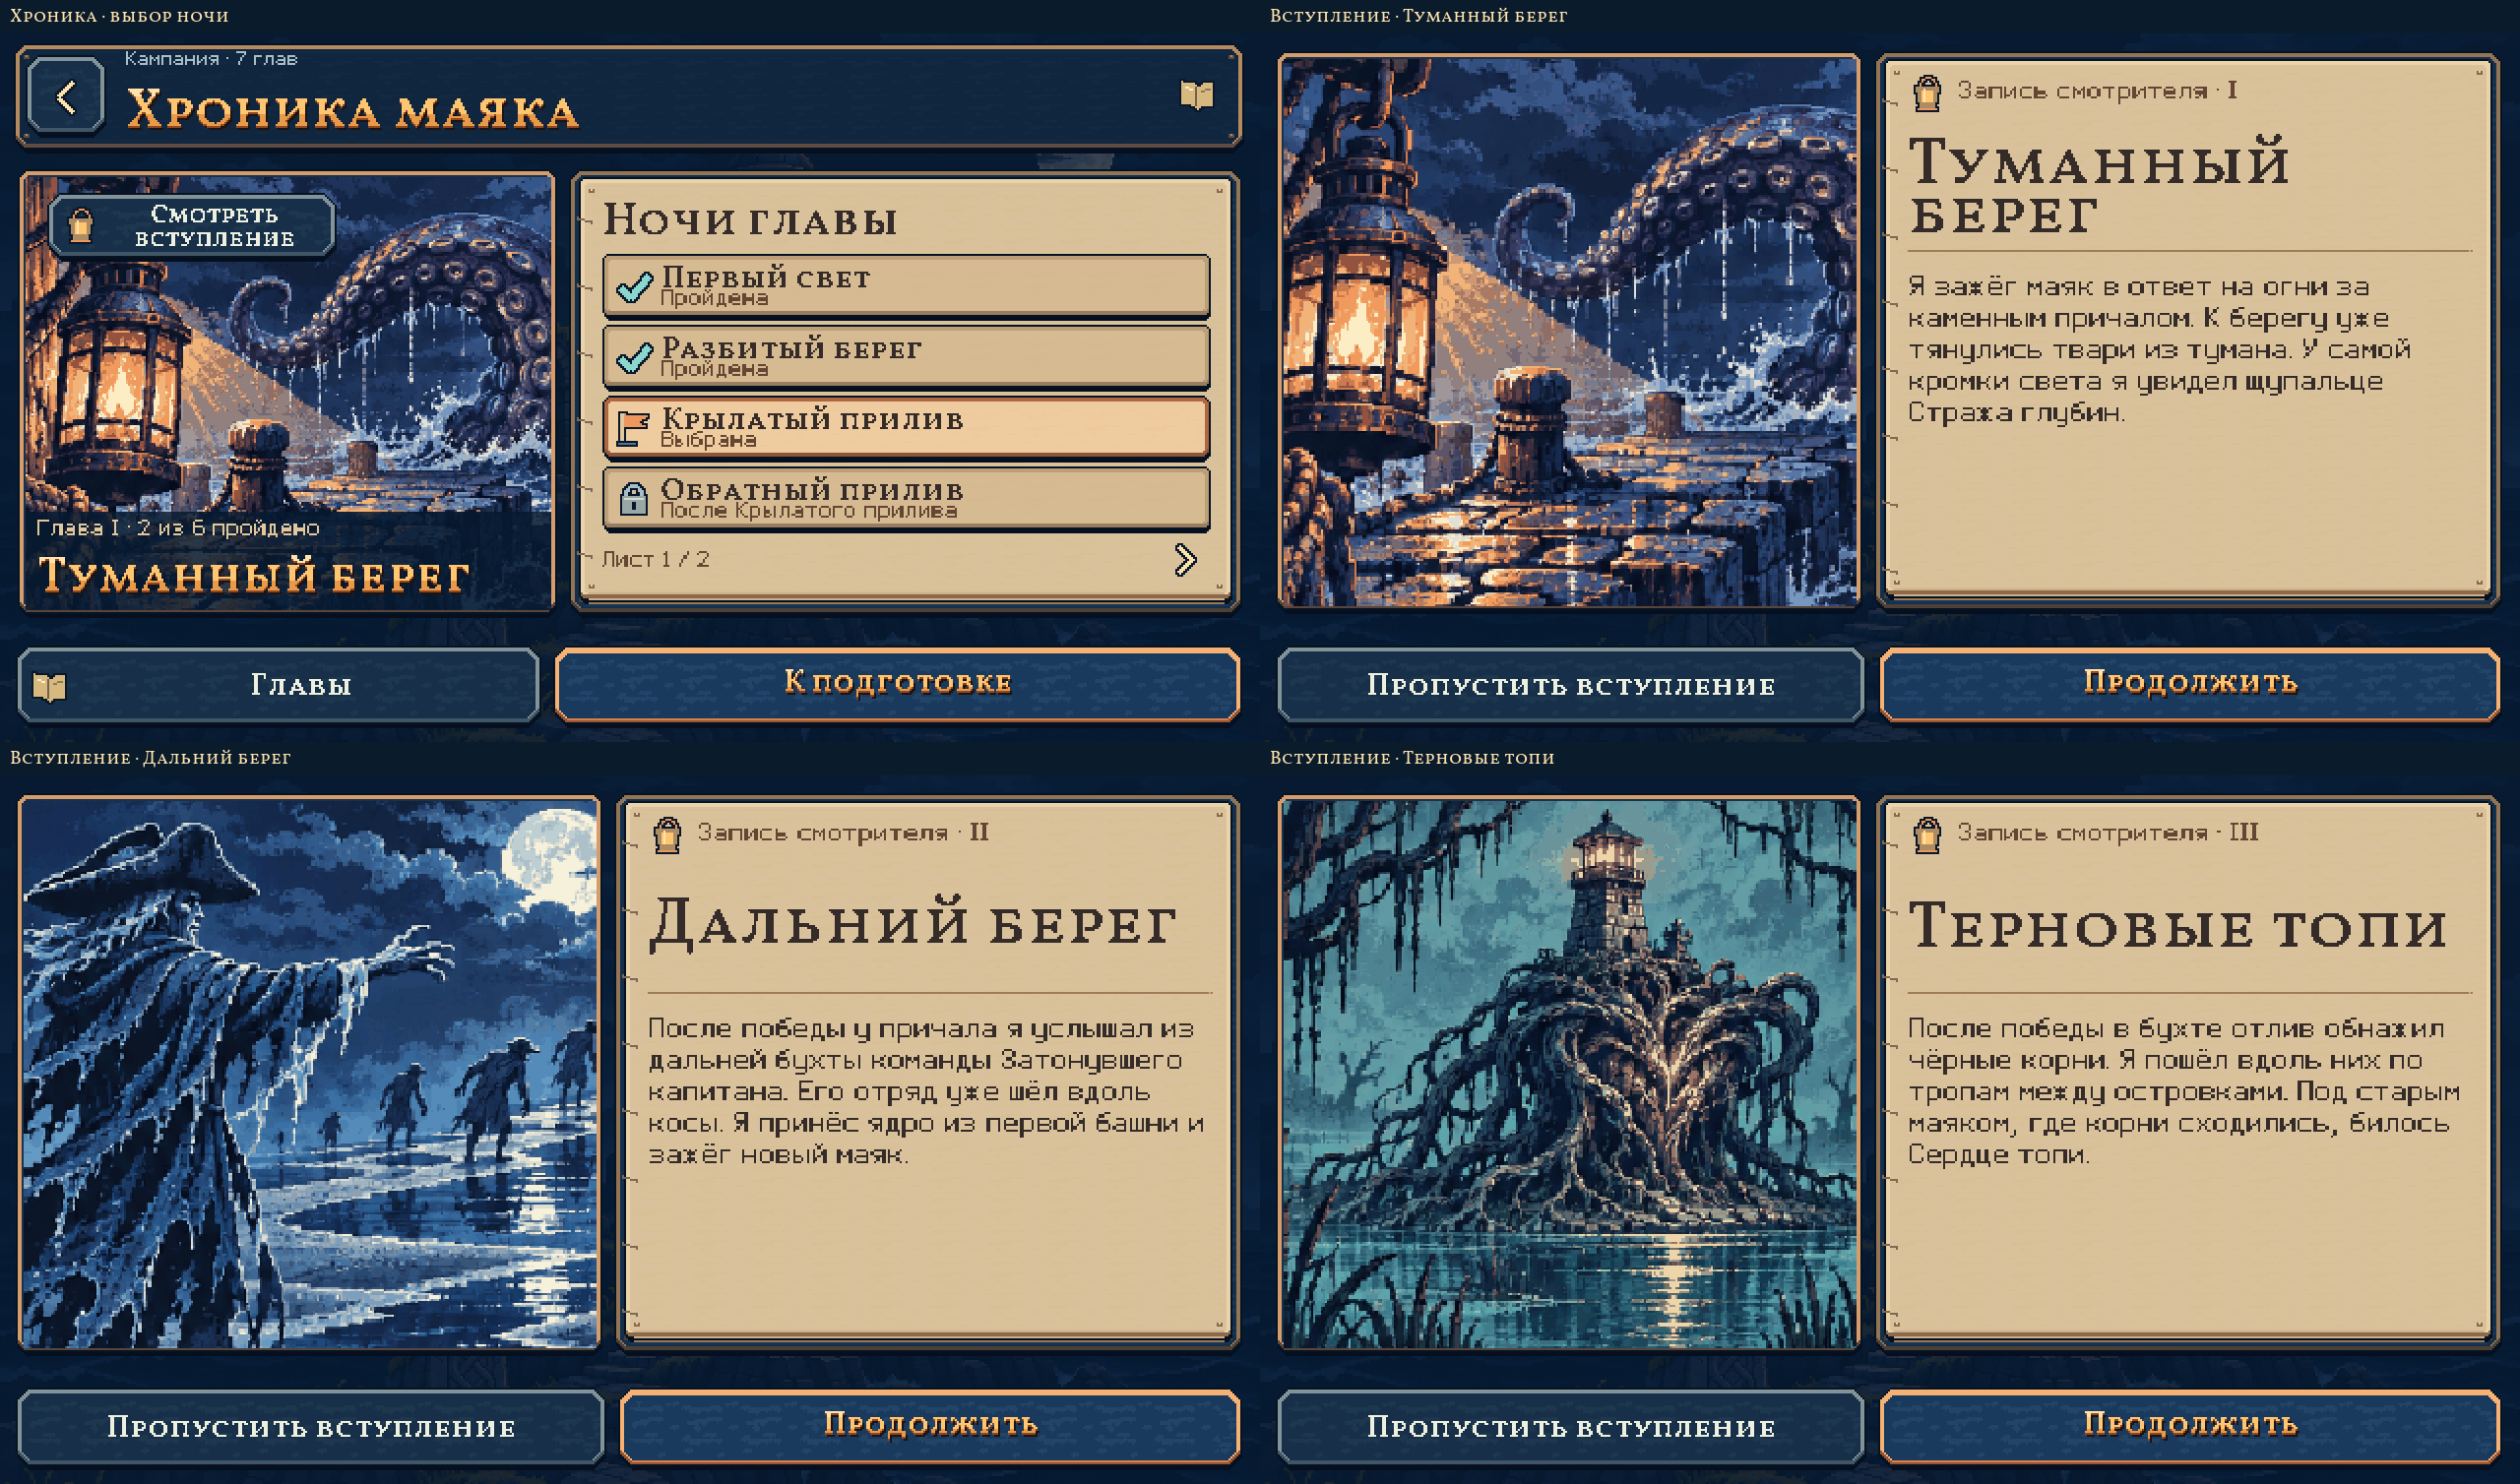 Хроника · выбор ночи
Кампания · 7 глав
Хроника маяка
Смотреть
вступление
Глава I · 2 из 6 пройдено
Туманный берег
Ночи главы
Первый свет
Пройдена
Разбитый берег
Пройдена
Крылатый прилив
Выбрана
Обратный прилив
После Крылатого прилива
Лист 1 / 2
Главы
К подготовке
Вступление · Туманный берег
Запись смотрителя · I
Туманный
берег
Я зажёг маяк в ответ на огни за
каменным причалом. К берегу уже
тянулись твари из тумана. У самой
кромки света я увидел щупальце
Стража глубин.
Пропустить вступление
Продолжить
Вступление · Дальний берег
Запись смотрителя · II
Дальний берег
После победы у причала я услышал из
дальней бухты команды Затонувшего
капитана. Его отряд уже шёл вдоль
косы. Я принёс ядро из первой башни и
зажёг новый маяк.
Пропустить вступление
Продолжить
Вступление · Терновые топи
Запись смотрителя · III
Терновые топи
После победы в бухте отлив обнажил
чёрные корни. Я пошёл вдоль них по
тропам между островками. Под старым
маяком, где корни сходились, билось
Сердце топи.
Пропустить вступление
Продолжить